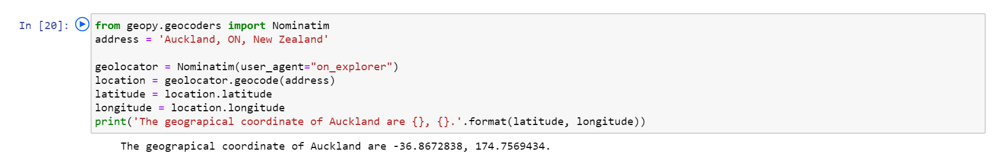 In [20]: from geopy.geocoders import Nominatim
address = 'Auckland, ON, New Zealand'
geolocator = Nominatim(user_agent="on_explorer")
location = geolocator.geocode(address)
latitude = location.latitude
longitude = location.longitude
print('The geograpical coordinate of Auckland are {}, {}.'.format(latitude, longitude))
The geograpical coordinate of Auckland are -36.8672838, 174.7569434.